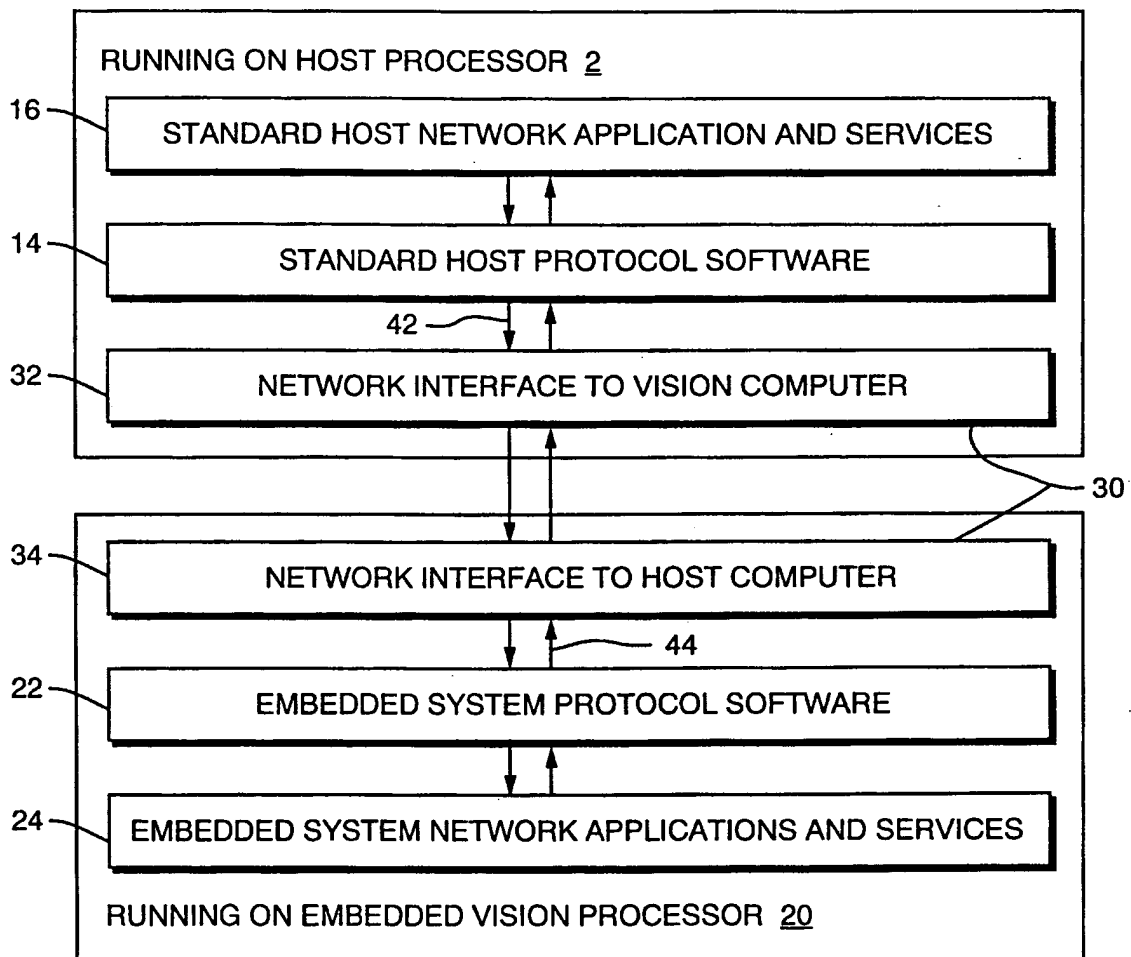 RUNNING ON HOST PROCESSOR 2
16
STANDARD HOST NETWORK APPLICATION AND SERVICES
14
STANDARD HOST PROTOCOL SOFTWARE
42
32
NETWORK INTERFACE TO VISION COMPUTER
30
34
NETWORK INTERFACE TO HOST COMPUTER
44
22
EMBEDDED SYSTEM PROTOCOL SOFTWARE
24
EMBEDDED SYSTEM NETWORK APPLICATIONS AND SERVICES
RUNNING ON EMBEDDED VISION PROCESSOR 20